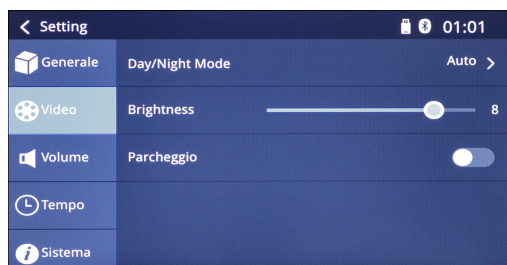 Setting 01:01
Generale
Day/Night Mode Auto
Video
Brightness 8
Volume
Parcheggio
Tempo
Sistema